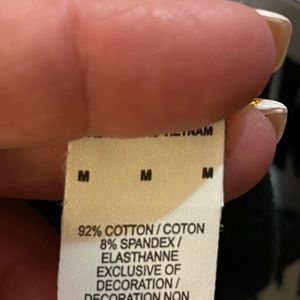 VIETNAM
M M M
92% COTTON / COTON
8% SPANDEX /
ELASTHANNE
EXCLUSIVE OF
DECORATION /
DECORATION NON